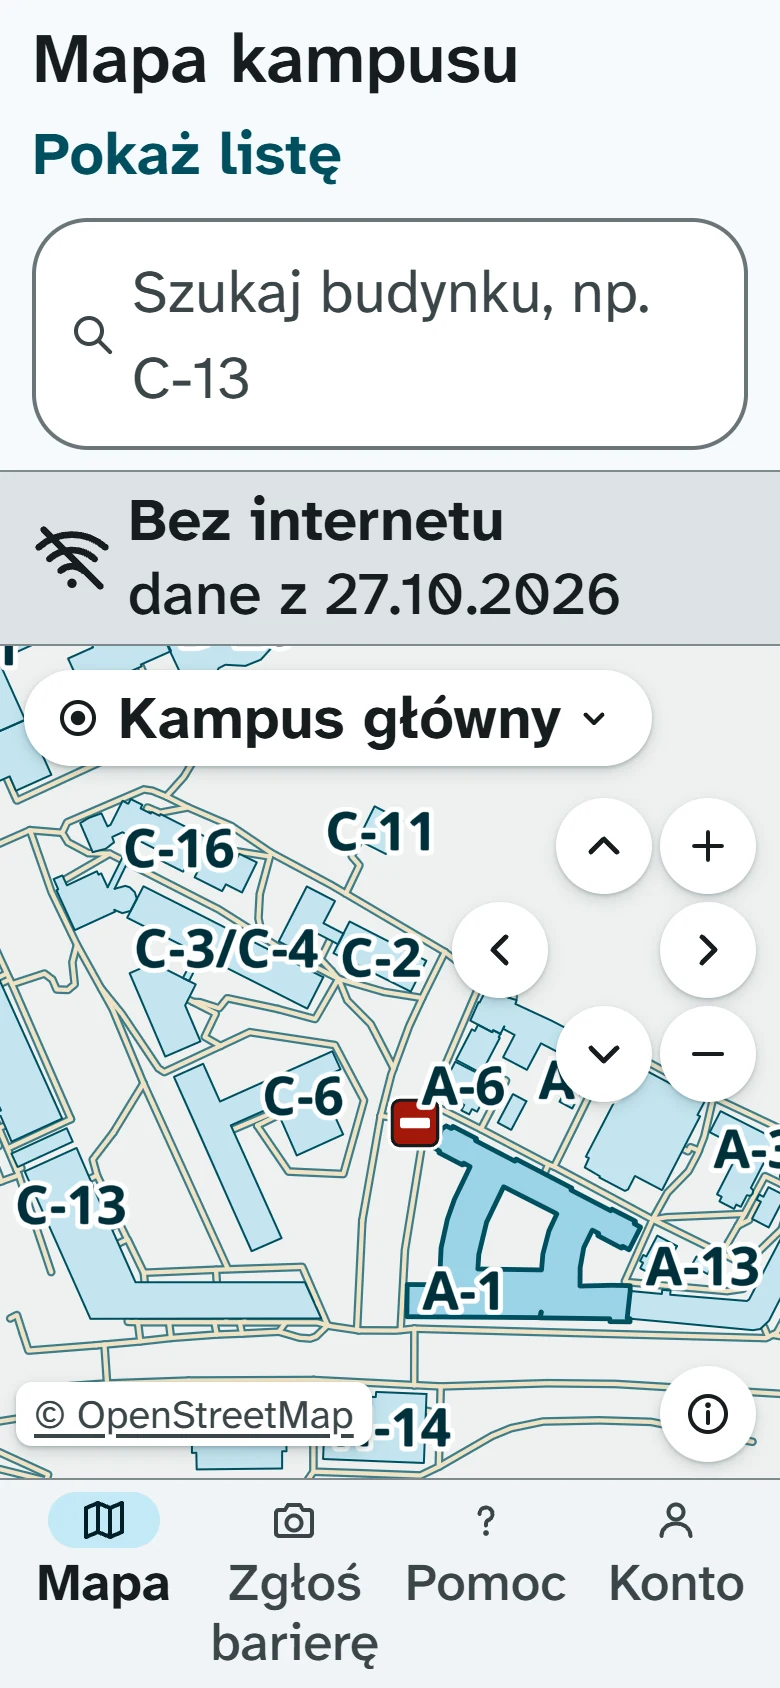 Mapa kampusu
Pokaż listę
Szukaj budynku, np.
C-13
Bez internetu
dane z 27.10.2026
Kampus główny
C-16
C-11
C-3/C-4
C-2
C-6
A-6
C-13
A-13
A-1
© OpenStreetMap
Mapa
Zgłoś
barierę
Pomoc
Konto